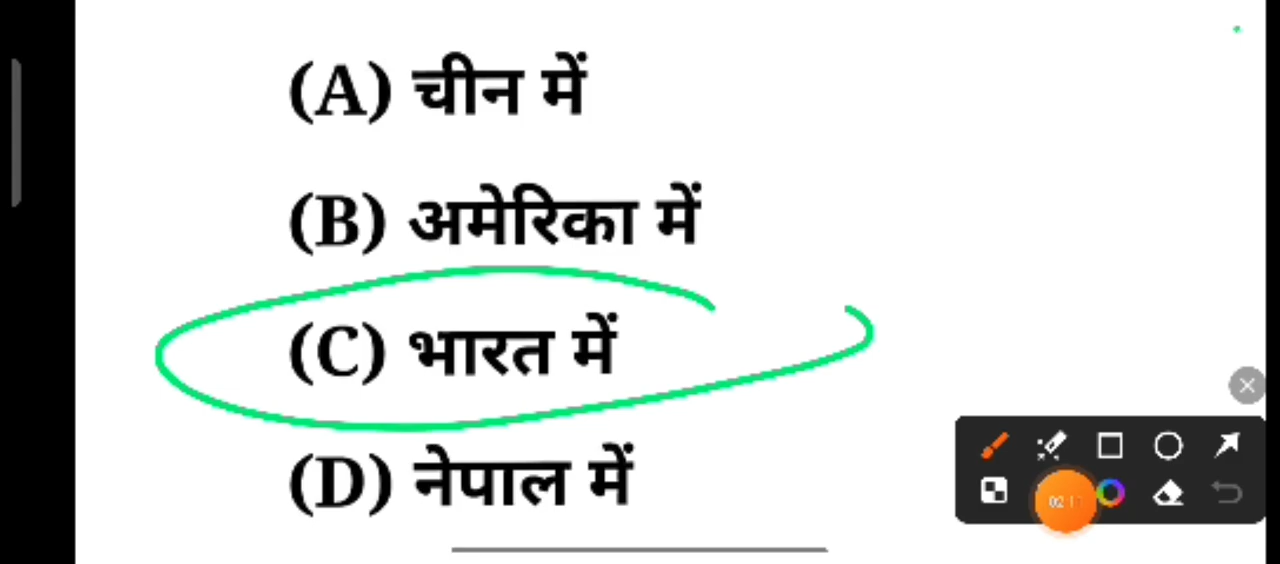 (A) चीन में
(B) अमेरिका में
(C) भारत में
(D) नेपाल में